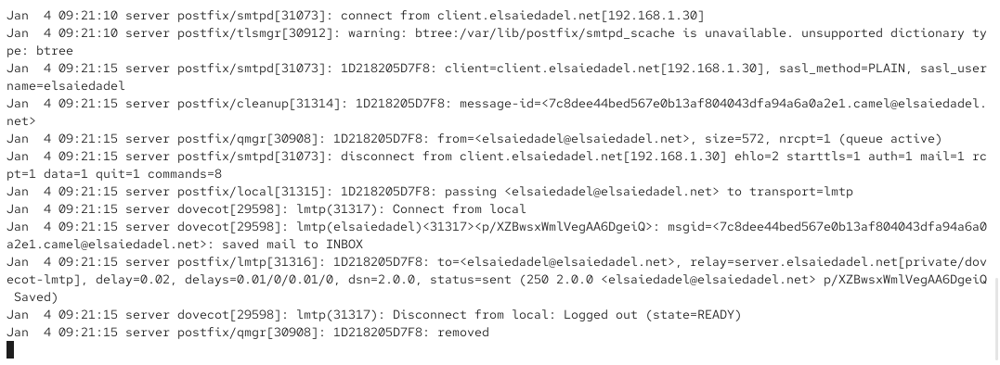 Jan  4 09:21:10 server postfix/smtpd[31073]: connect from client.elsaiedadel.net[192.168.1.30]
Jan  4 09:21:10 server postfix/tlsmgr[30912]: warning: btree:/var/lib/postfix/smtpd_scache is unavailable. unsupported dictionary ty
pe: btree
Jan  4 09:21:15 server postfix/smtpd[31073]: 1D218205D7F8: client=client.elsaiedadel.net[192.168.1.30], sasl_method=PLAIN, sasl_user
name=elsaiedadel
Jan  4 09:21:15 server postfix/cleanup[31314]: 1D218205D7F8: message-id=<7c8dee44bed567e0b13af804043dfa94a6a0a2e1.camel@elsaiedadel.
net>
Jan  4 09:21:15 server postfix/qmgr[30908]: 1D218205D7F8: from=<elsaiedadel@elsaiedadel.net>, size=572, nrcpt=1 (queue active)
Jan  4 09:21:15 server postfix/smtpd[31073]: disconnect from client.elsaiedadel.net[192.168.1.30] ehlo=2 starttls=1 auth=1 mail=1 rc
pt=1 data=1 quit=1 commands=8
Jan  4 09:21:15 server postfix/local[31315]: 1D218205D7F8: passing <elsaiedadel@elsaiedadel.net> to transport=lmtp
Jan  4 09:21:15 server dovecot[29598]: lmtp(31317): Connect from local
Jan  4 09:21:15 server dovecot[29598]: lmtp(elsaiedadel)<31317><p/XZBwsxWmlVegAA6DgeiQ>: msgid=<7c8dee44bed567e0b13af804043dfa94a6a0
a2e1.camel@elsaiedadel.net>: saved mail to INBOX
Jan  4 09:21:15 server postfix/lmtp[31316]: 1D218205D7F8: to=<elsaiedadel@elsaiedadel.net>, relay=server.elsaiedadel.net[private/dov
ecot-lmtp], delay=0.02, delays=0.01/0/0.01/0, dsn=2.0.0, status=sent (250 2.0.0 <elsaiedadel@elsaiedadel.net> p/XZBwsxWmlVegAA6DgeiQ
 Saved)
Jan  4 09:21:15 server dovecot[29598]: lmtp(31317): Disconnect from local: Logged out (state=READY)
Jan  4 09:21:15 server postfix/qmgr[30908]: 1D218205D7F8: removed